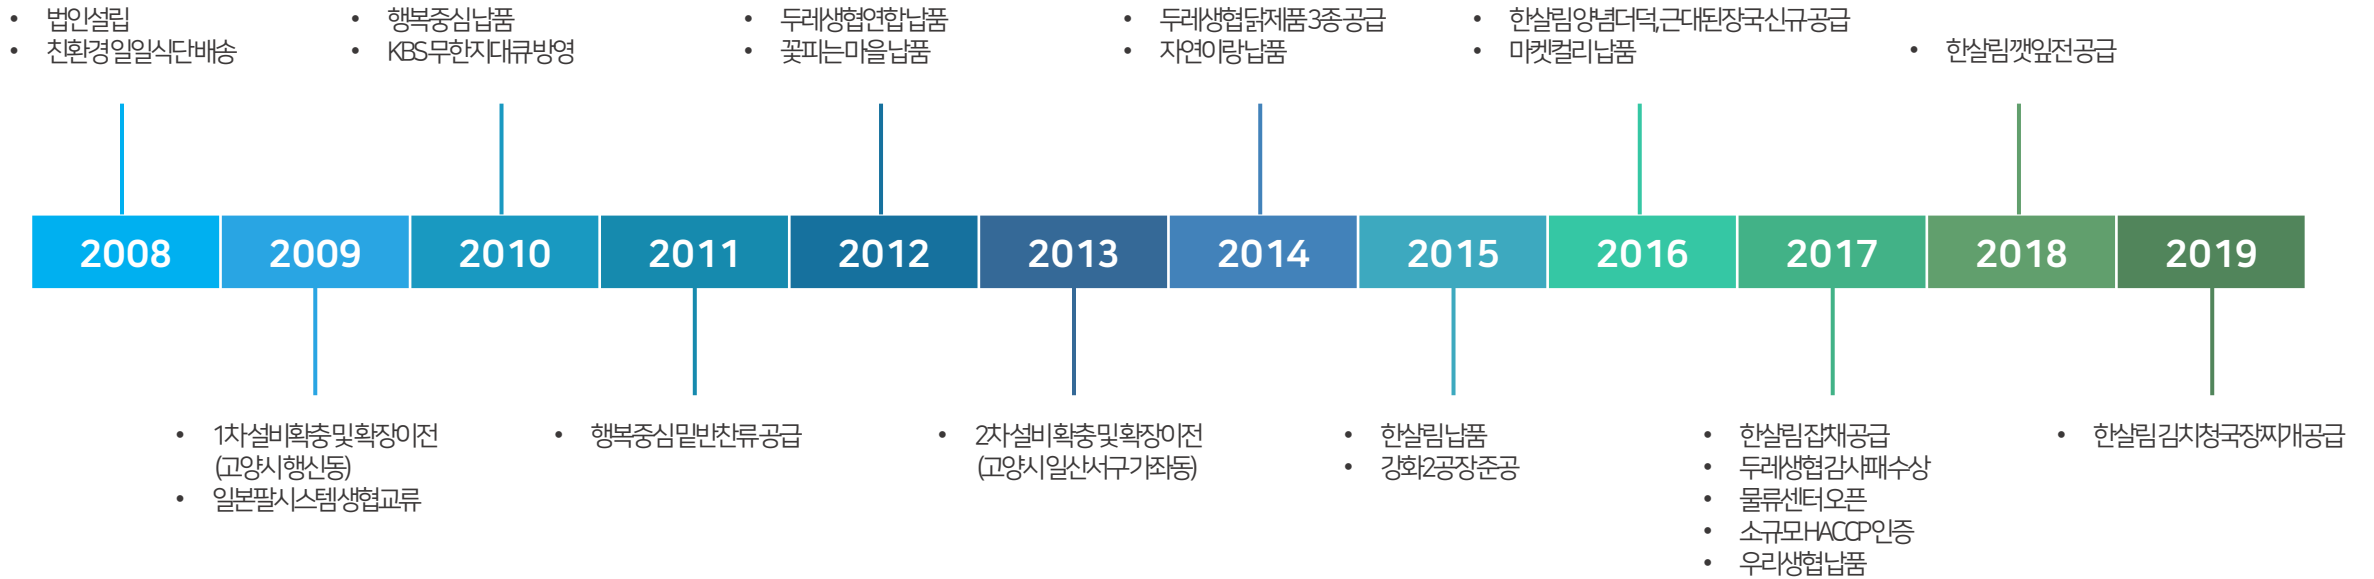 • 법인설립
• 친환경 일일식단 배송
• 행복중심 납품
• KBS 무한지대큐 방영
• 두레생협연합 납품
• 꽃피는 마을 납품
• 두레생협 닭제품 3종 공급
• 자연이랑 납품
• 한살림 양념더덕, 근대된장국 신규 공급
• 마켓컬리 납품
• 한살림 깻잎전 공급
2008 2009 2010 2011 2012 2013 2014 2015 2016 2017 2018 2019
• 1차 설비 확충 및 확장이전
(고양시 행신동)
• 일본 팔시스템 생협 교류
• 행복중심 밑반찬류 공급
• 2차 설비 확충 및 확장이전
(고양시 일산서구 가좌동)
• 한살림 납품
• 강화 2공장 준공
• 한살림 잡채 공급
• 두레생협 감사패 수상
• 물류센터 오픈
• 소규모 HACCP 인증
• 우리생협 납품
• 한살림 김치청국장찌개 공급